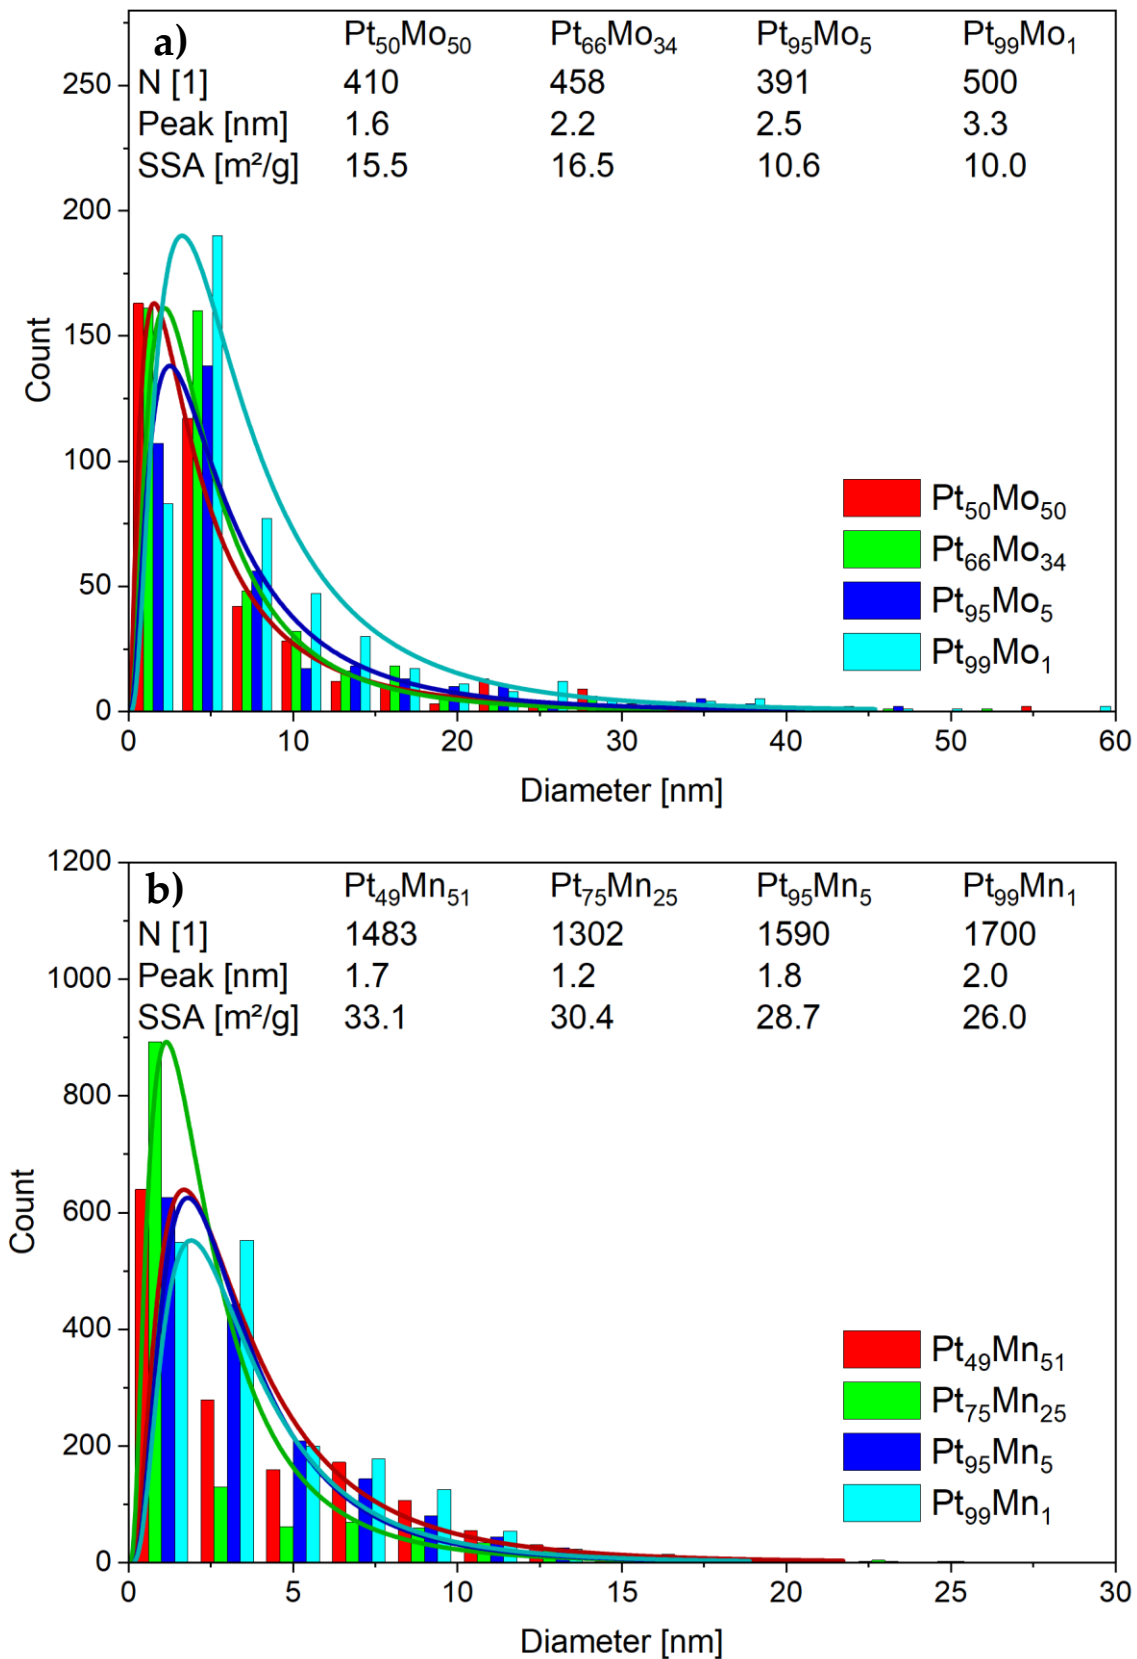 a) Pt50Mo50 Pt66Mo34 Pt95Mo5 Pt99Mo1
N [1] 410 458 391 500
Peak [nm] 1.6 2.2 2.5 3.3
SSA [m²/g] 15.5 16.5 10.6 10.0
250
200
150
100
50
0
Count
Pt50Mo50
Pt66Mo34
Pt95Mo5
Pt99Mo1
0 10 20 30 40 50 60
Diameter [nm]
b) Pt49Mn51 Pt75Mn25 Pt95Mn5 Pt99Mn1
N [1] 1483 1302 1590 1700
Peak [nm] 1.7 1.2 1.8 2.0
SSA [m²/g] 33.1 30.4 28.7 26.0
1200
1000
800
600
400
200
0
Count
Pt49Mn51
Pt75Mn25
Pt95Mn5
Pt99Mn1
0 5 10 15 20 25 30
Diameter [nm]